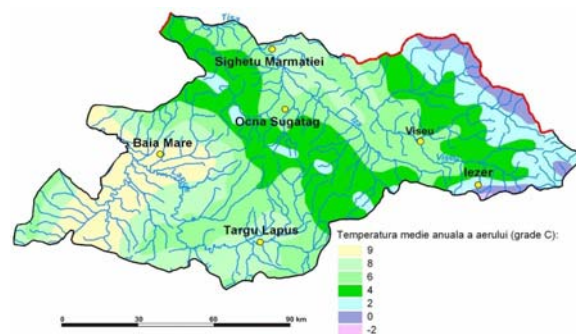 Tisa
Sighetu Marmatiei
Ocna Sugatag
Baia Mare
Viseu
Viseu
Iezer
Targu Lapus
Temperatura medie anuala a aerului (grade C):
9
8
6
4
2
0
-2
0 30 60 90 km